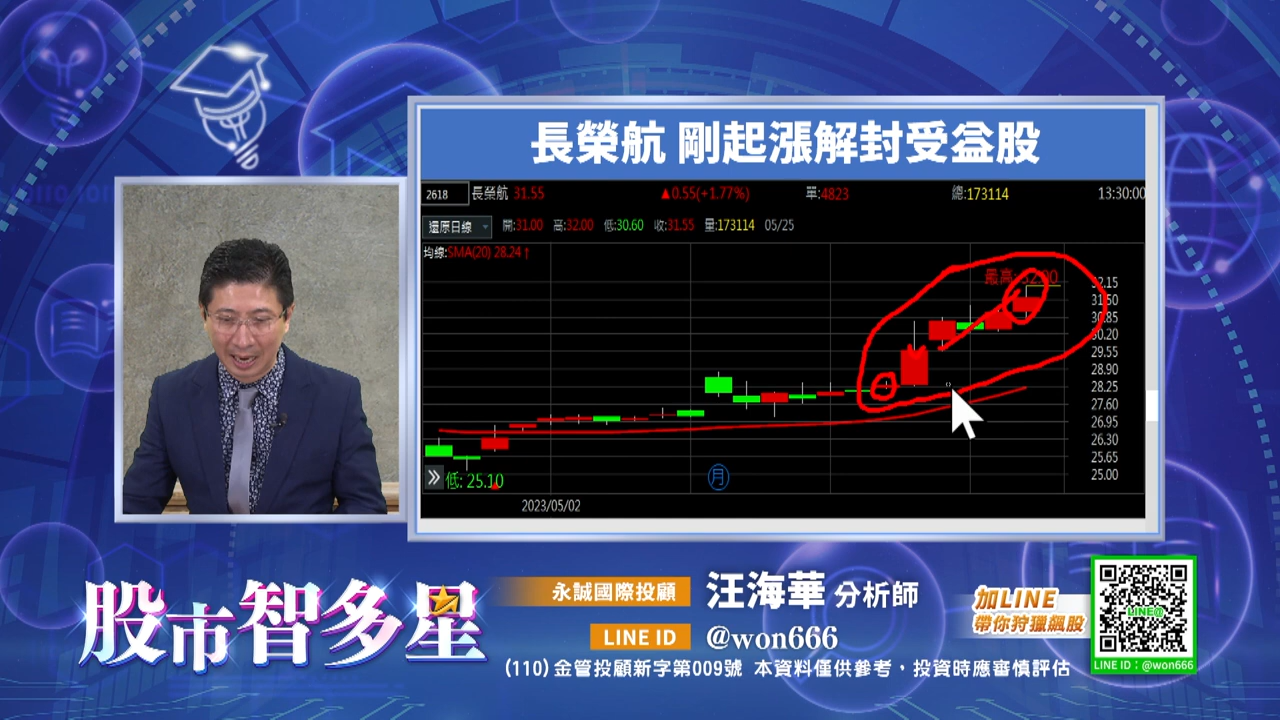 長榮航 剛起漲解封受益股
2618 長榮航 31.55 ▲0.55(+1.77%) 單:4823 總:173114 13:30:00
還原日線 開:31.00 高:32.00 低:30.60 收:31.55 量:173114 05/25
均線:SMA(20) 28.24↑
最高: 32.00
32.15
31.50
30.85
30.20
29.55
28.90
28.25
27.60
26.95
26.30
25.65
25.00
低: 25.10
月
2023/05/02
股市智多星
永誠國際投顧 汪海華 分析師
LINE ID @won666
(110)金管投顧新字第009號 本資料僅供參考,投資時應審慎評估
加LINE
帶你狩獵飆股
LINE@
LINE ID:@won666